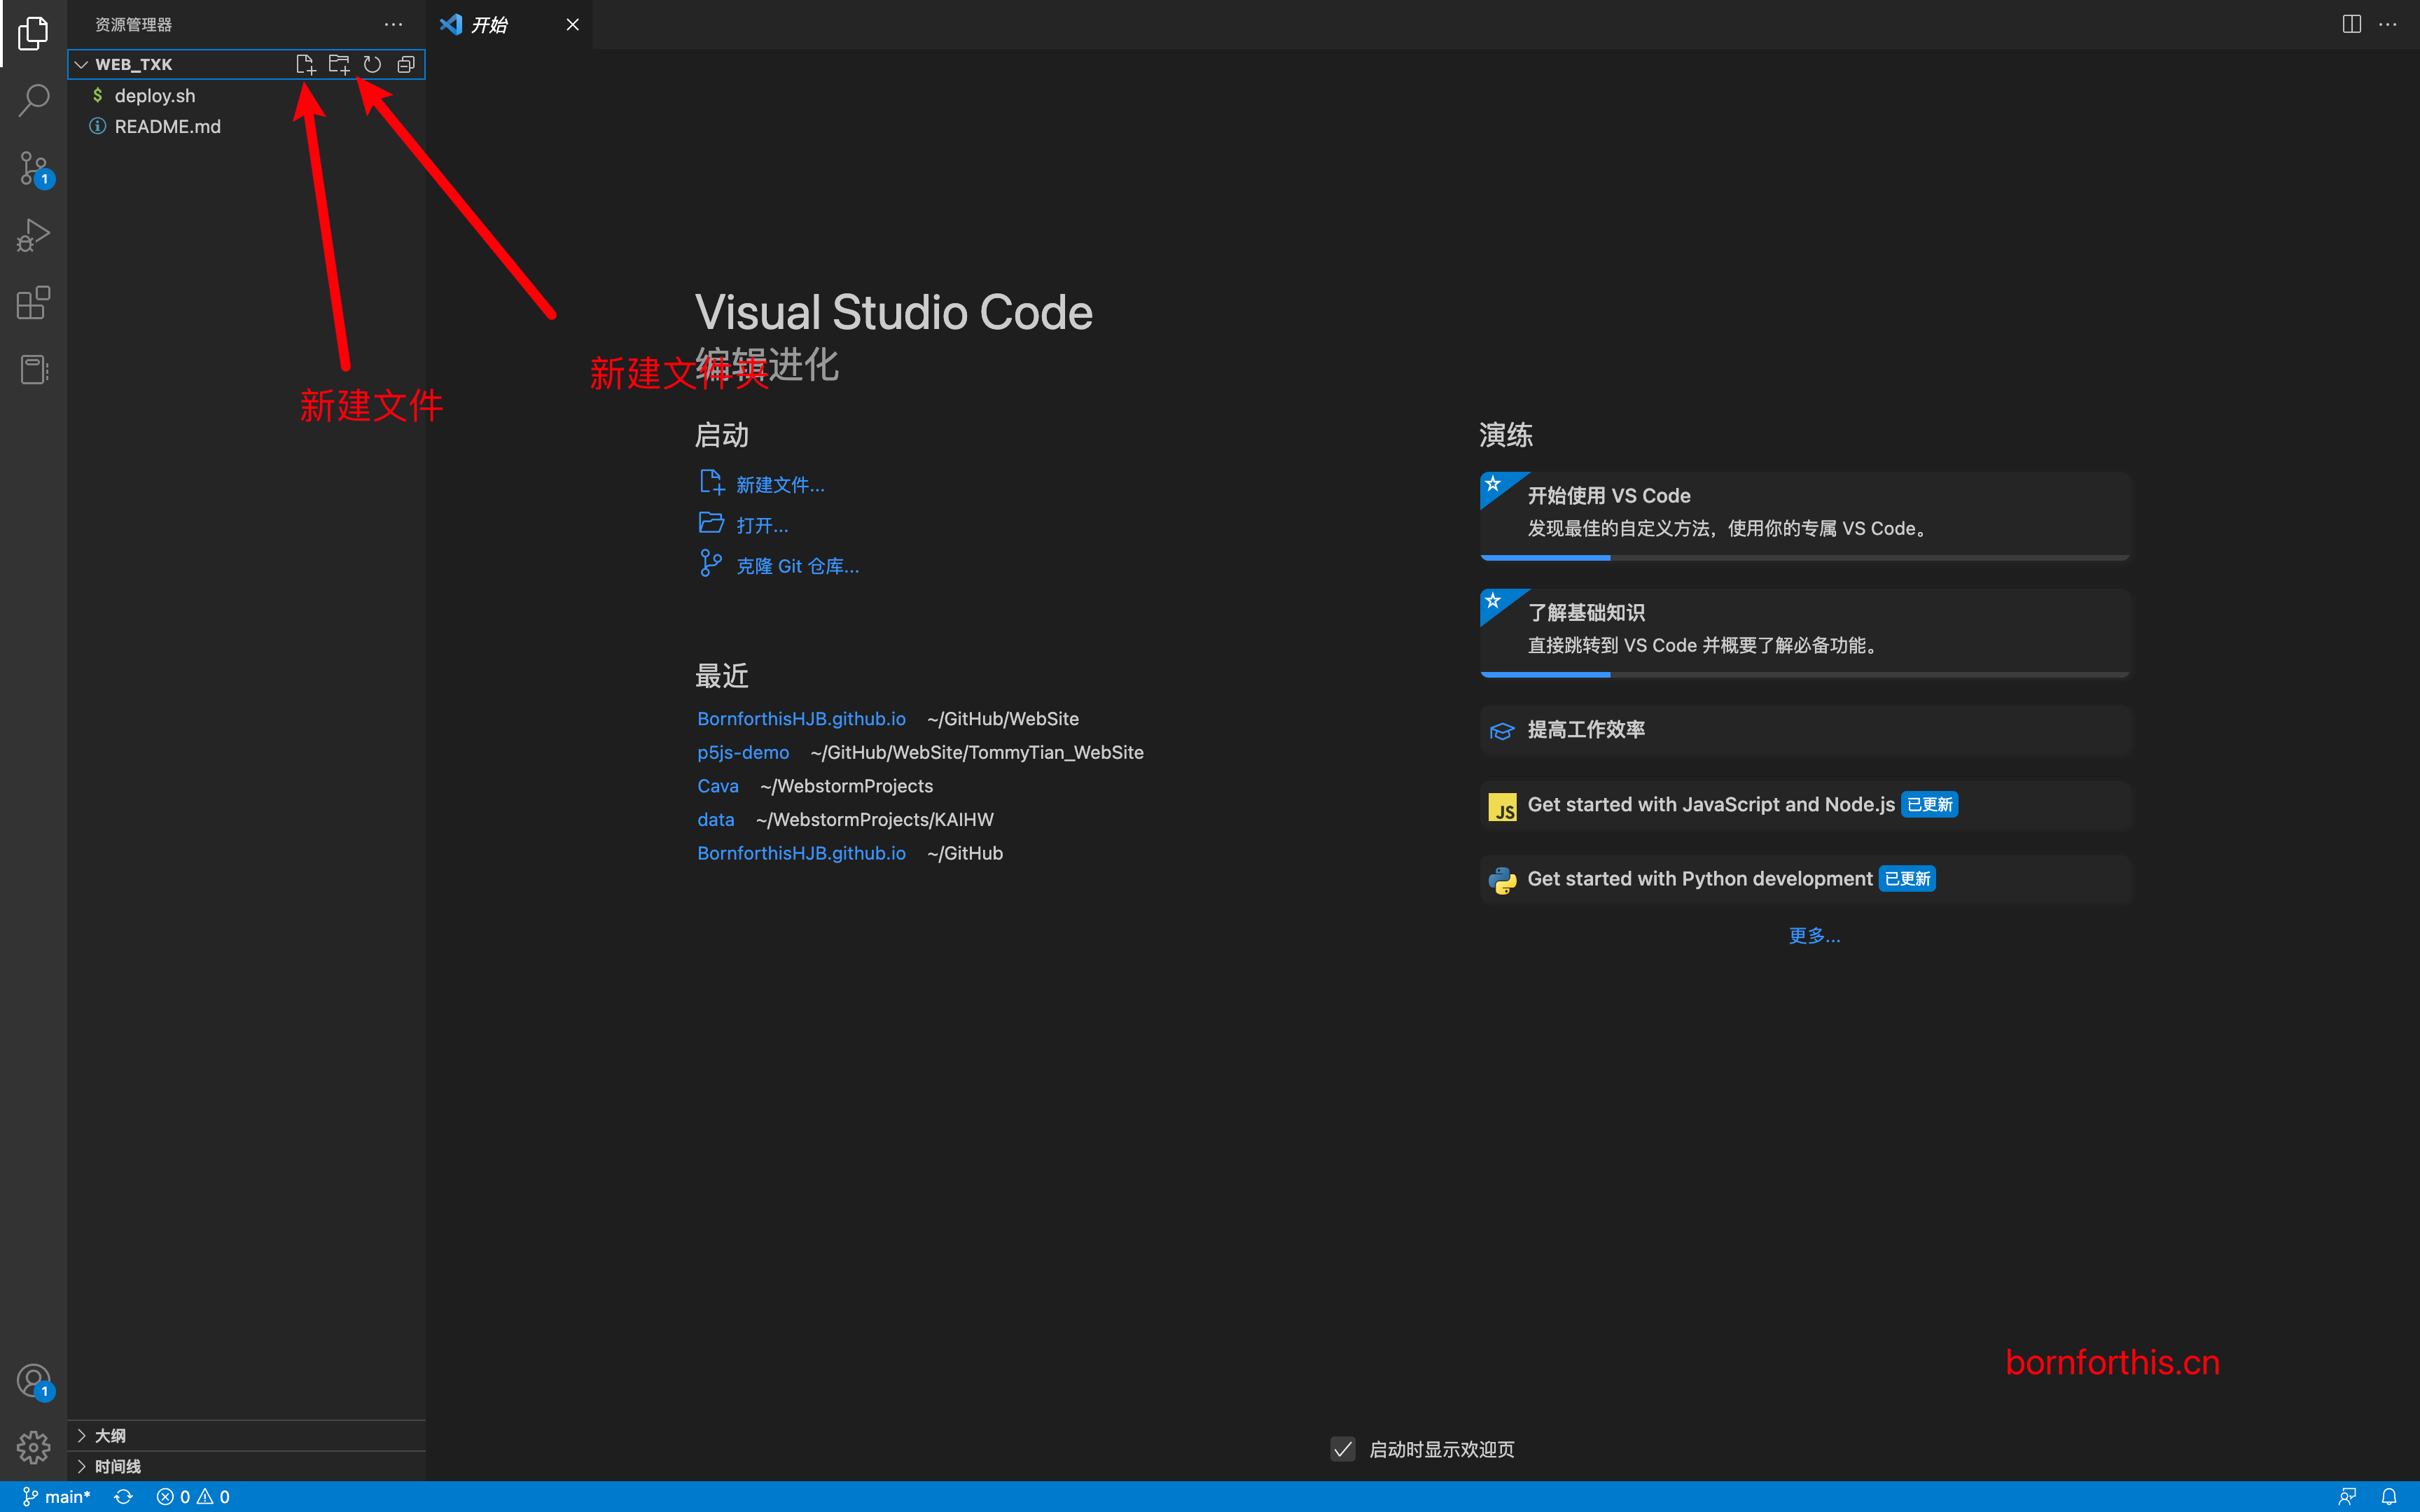 资源管理器
开始
WEB_TXK
deploy.sh
README.md
1
新建文件
新建文件夹
Visual Studio Code
编辑进化
启动
新建文件...
打开...
克隆 Git 仓库...
最近
BornforthisHJB.github.io ~/GitHub/WebSite
p5js-demo ~/GitHub/WebSite/TommyTian_WebSite
Cava ~/WebstormProjects
data ~/WebstormProjects/KAIHW
BornforthisHJB.github.io ~/GitHub
演练
开始使用 VS Code
发现最佳的自定义方法，使用你的专属 VS Code。
了解基础知识
直接跳转到 VS Code 并概要了解必备功能。
提高工作效率
JS Get started with JavaScript and Node.js 已更新
Get started with Python development 已更新
更多...
bornforthis.cn
1
大纲
时间线
启动时显示欢迎页
main* 0 0